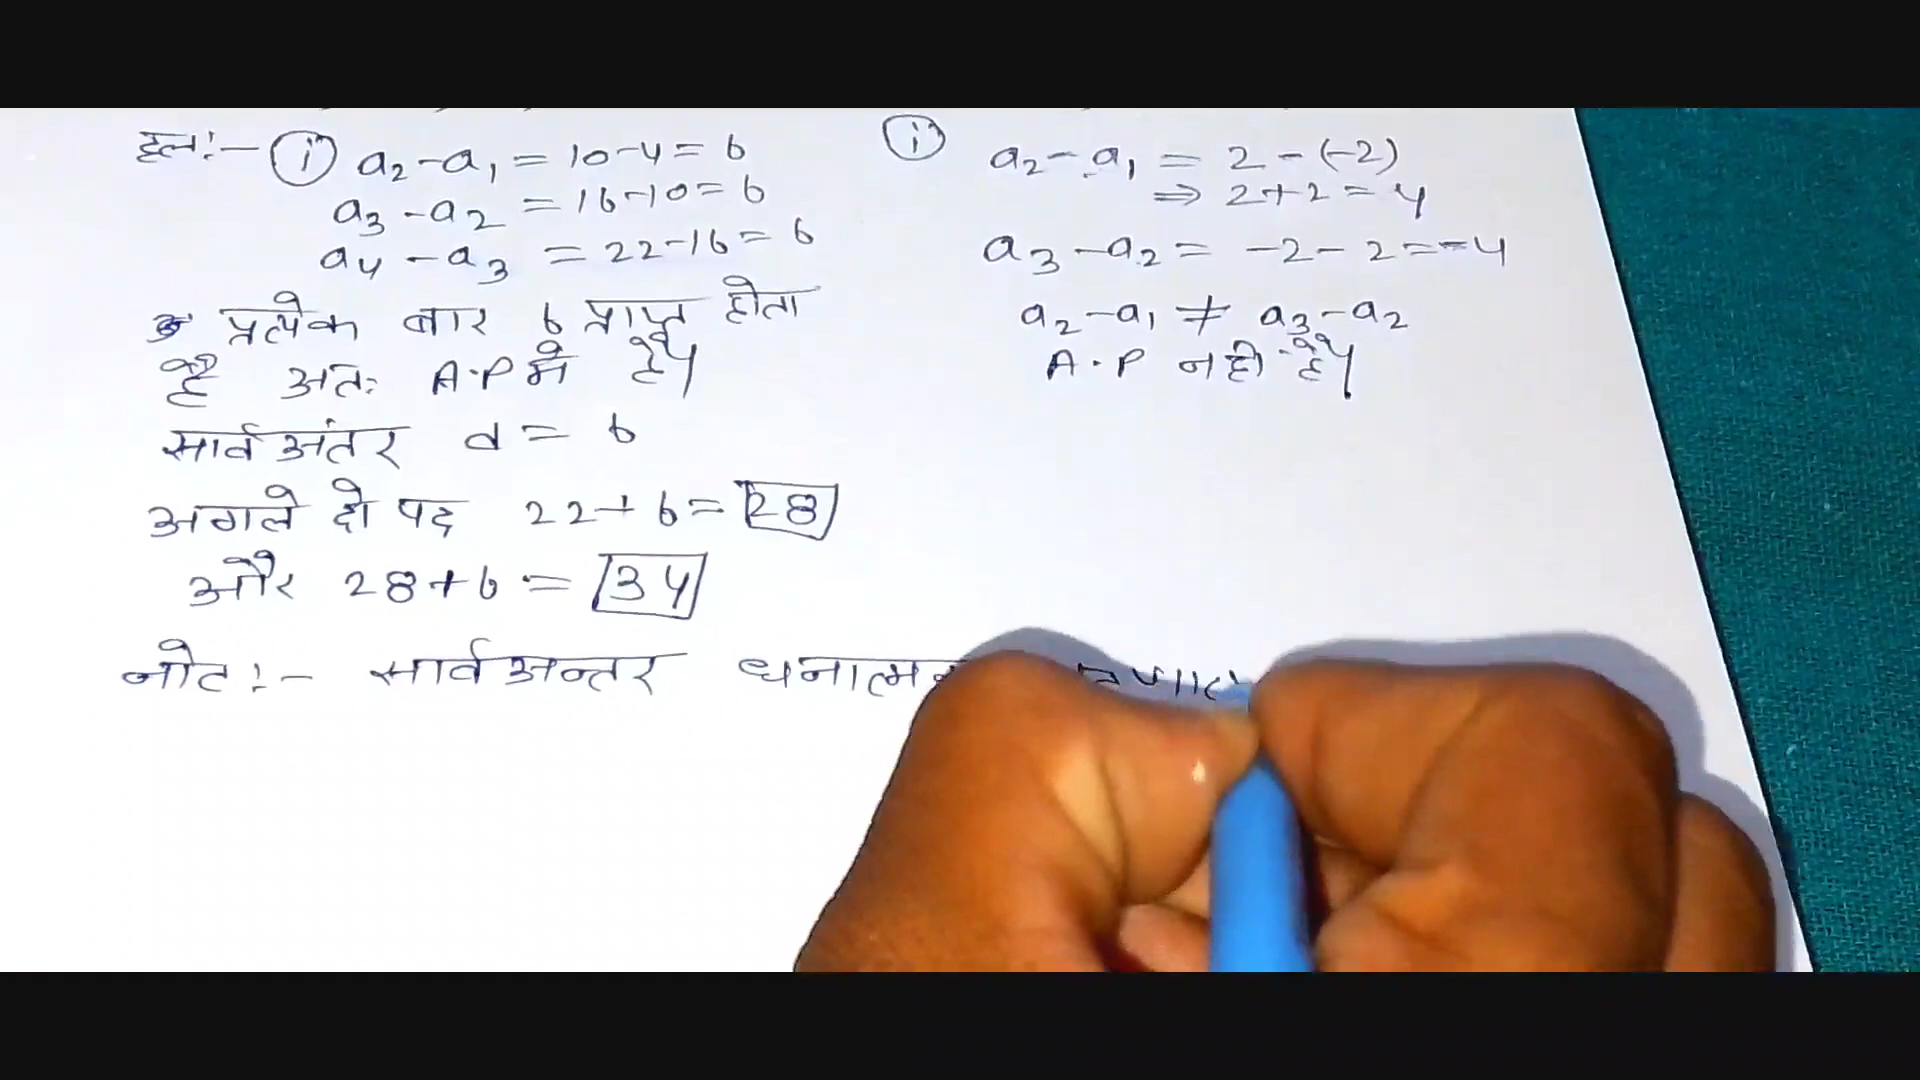 हल:- (i) a2-a1 = 10-4 = 6
a3-a2 = 16-10 = 6
a4-a3 = 22-16 = 6
प्रत्येक बार 6 प्राप्त होता
है अतः A.P में है।
सार्व अंतर d = 6
अगले दो पद 22+6 = 28
और 28+6 = 34
(i) a2-a1 = 2-(-2)
⇒ 2+2 = 4
a3-a2 = -2-2 = -4
a2-a1 ≠ a3-a2
A.P नही है।
नोट:- सार्वअन्तर